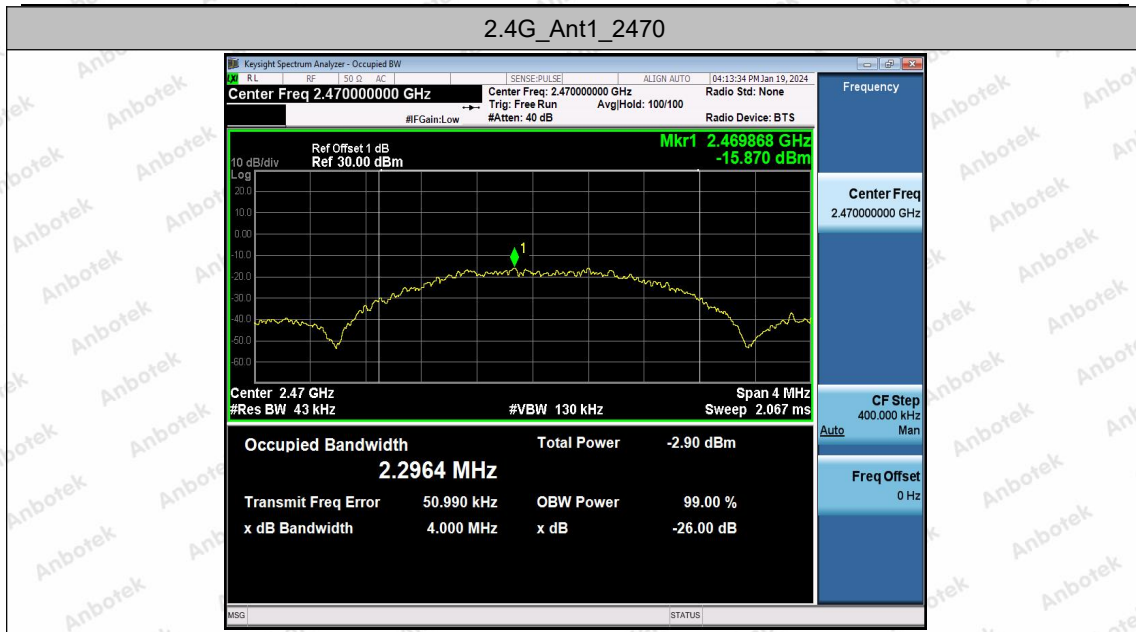 2.4G_Ant1_2470
Keysight Spectrum Analyzer - Occupied BW
RL RF 50 Ω AC SENSE:PULSE ALIGN AUTO 04:13:34 PM Jan 19, 2024
Center Freq 2.470000000 GHz
Center Freq: 2.470000000 GHz Radio Std: None
Trig: Free Run Avg|Hold: 100/100
#IFGain:Low #Atten: 40 dB Radio Device: BTS
Frequency
Ref Offset 1 dB Mkr1 2.469868 GHz
10 dB/div Ref 30.00 dBm -15.870 dBm
Log
20.0
10.0
0.00
-10.0
-20.0
-30.0
-40.0
-50.0
-60.0
1
Center 2.47 GHz Span 4 MHz
#Res BW 43 kHz #VBW 130 kHz Sweep 2.067 ms
Center Freq
2.470000000 GHz
CF Step
400.000 kHz
Auto Man
Freq Offset
0 Hz
Occupied Bandwidth Total Power -2.90 dBm
2.2964 MHz
Transmit Freq Error 50.990 kHz OBW Power 99.00 %
x dB Bandwidth 4.000 MHz x dB -26.00 dB
MSG STATUS
Anbotek